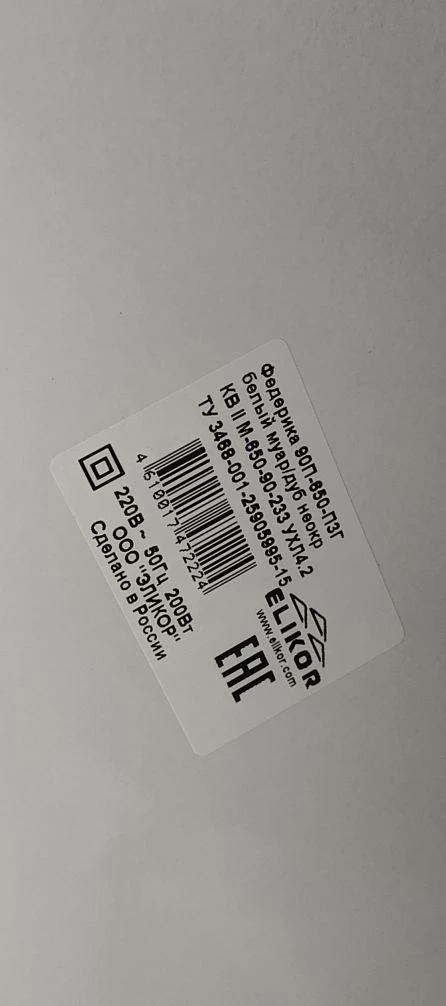 Федерика 90П-650-П3Г
белый муар/дуб неокр
КВ II М-650-90-233 УХЛ4.2
ТУ 3468-001-25905995-15
4 610017 472224
220В ~ 50Гц 200Вт
ООО "ЭЛИКОР"
Сделано в России
ELIKOR
www.elikor.com
EAC